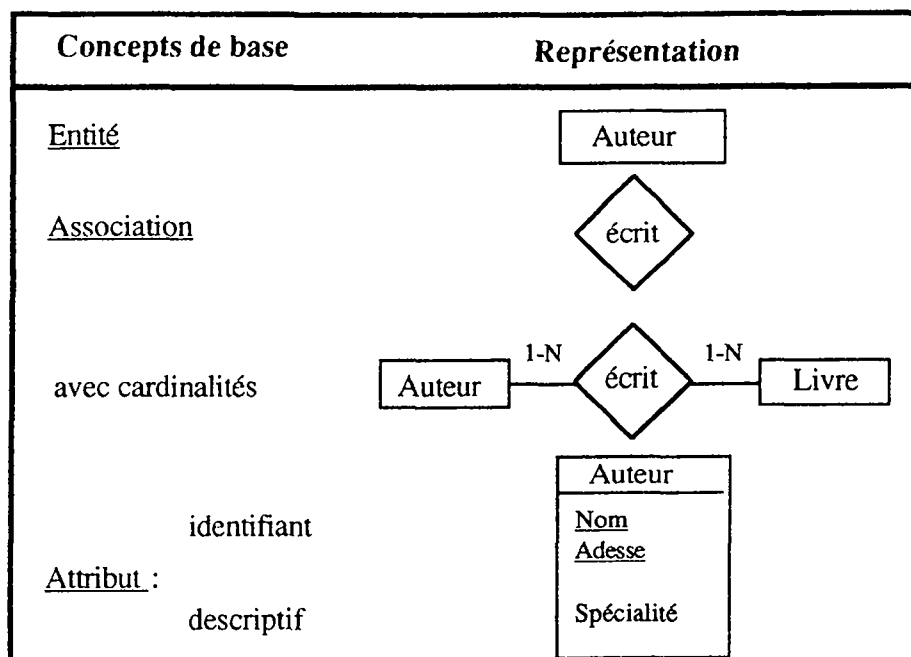 Concepts de base Représentation
Entité Auteur
Association écrit
1-N 1-N
avec cardinalités Auteur écrit Livre
Auteur
identifiant Nom
Adesse
Attribut :
descriptif Spécialité